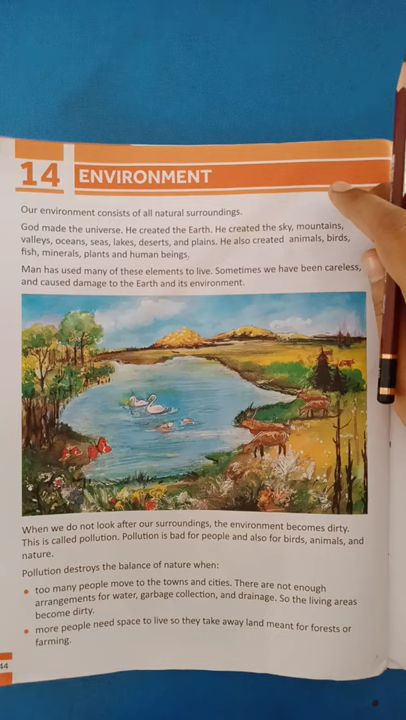 14 ENVIRONMENT
Our environment consists of all natural surroundings.
God made the universe. He created the Earth. He created the sky, mountains,
valleys, oceans, seas, lakes, deserts, and plains. He also created animals, birds,
fish, minerals, plants and human beings.
Man has used many of these elements to live. Sometimes we have been careless,
and caused damage to the Earth and its environment.
When we do not look after our surroundings, the environment becomes dirty.
This is called pollution. Pollution is bad for people and also for birds, animals, and
nature.
Pollution destroys the balance of nature when:
• too many people move to the towns and cities. There are not enough
arrangements for water, garbage collection, and drainage. So the living areas
become dirty.
• more people need space to live so they take away land meant for forests or
farming.
44